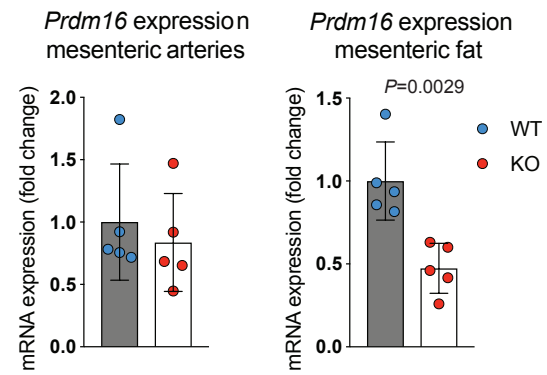 Prdm16 expression
mesenteric arteries
mRNA expression (fold change)
2.0
1.5
1.0
0.5
0.0
Prdm16 expression
mesenteric fat
P=0.0029
mRNA expression (fold change)
1.5
1.0
0.5
0.0
WT
KO